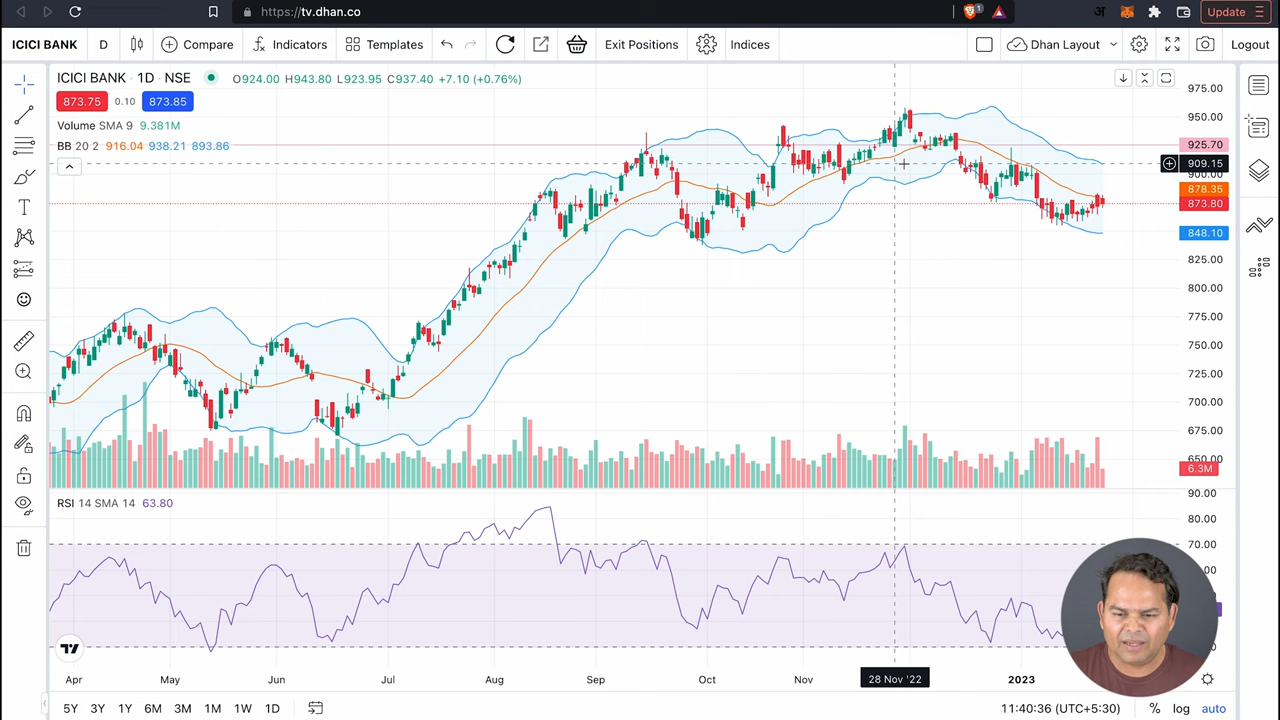 https://tv.dhan.co
1
अ
Update
ICICI BANK D Compare Indicators Templates Exit Positions Indices Dhan Layout Logout
ICICI BANK · 1D · NSE O924.00 H943.80 L923.95 C937.40 +7.10 (+0.76%)
873.75 0.10 873.85
Volume SMA 9 9.381M
BB 20 2 916.04 938.21 893.86
975.00
950.00
925.70
909.15
900.00
878.35
873.80
848.10
825.00
800.00
775.00
750.00
725.00
700.00
675.00
650.00
6.3M
RSI 14 SMA 14 63.80
90.00
80.00
70.00
Apr May Jun Jul Aug Sep Oct Nov 28 Nov '22 2023
5Y 3Y 1Y 6M 3M 1M 1W 1D 11:40:36 (UTC+5:30) % log auto